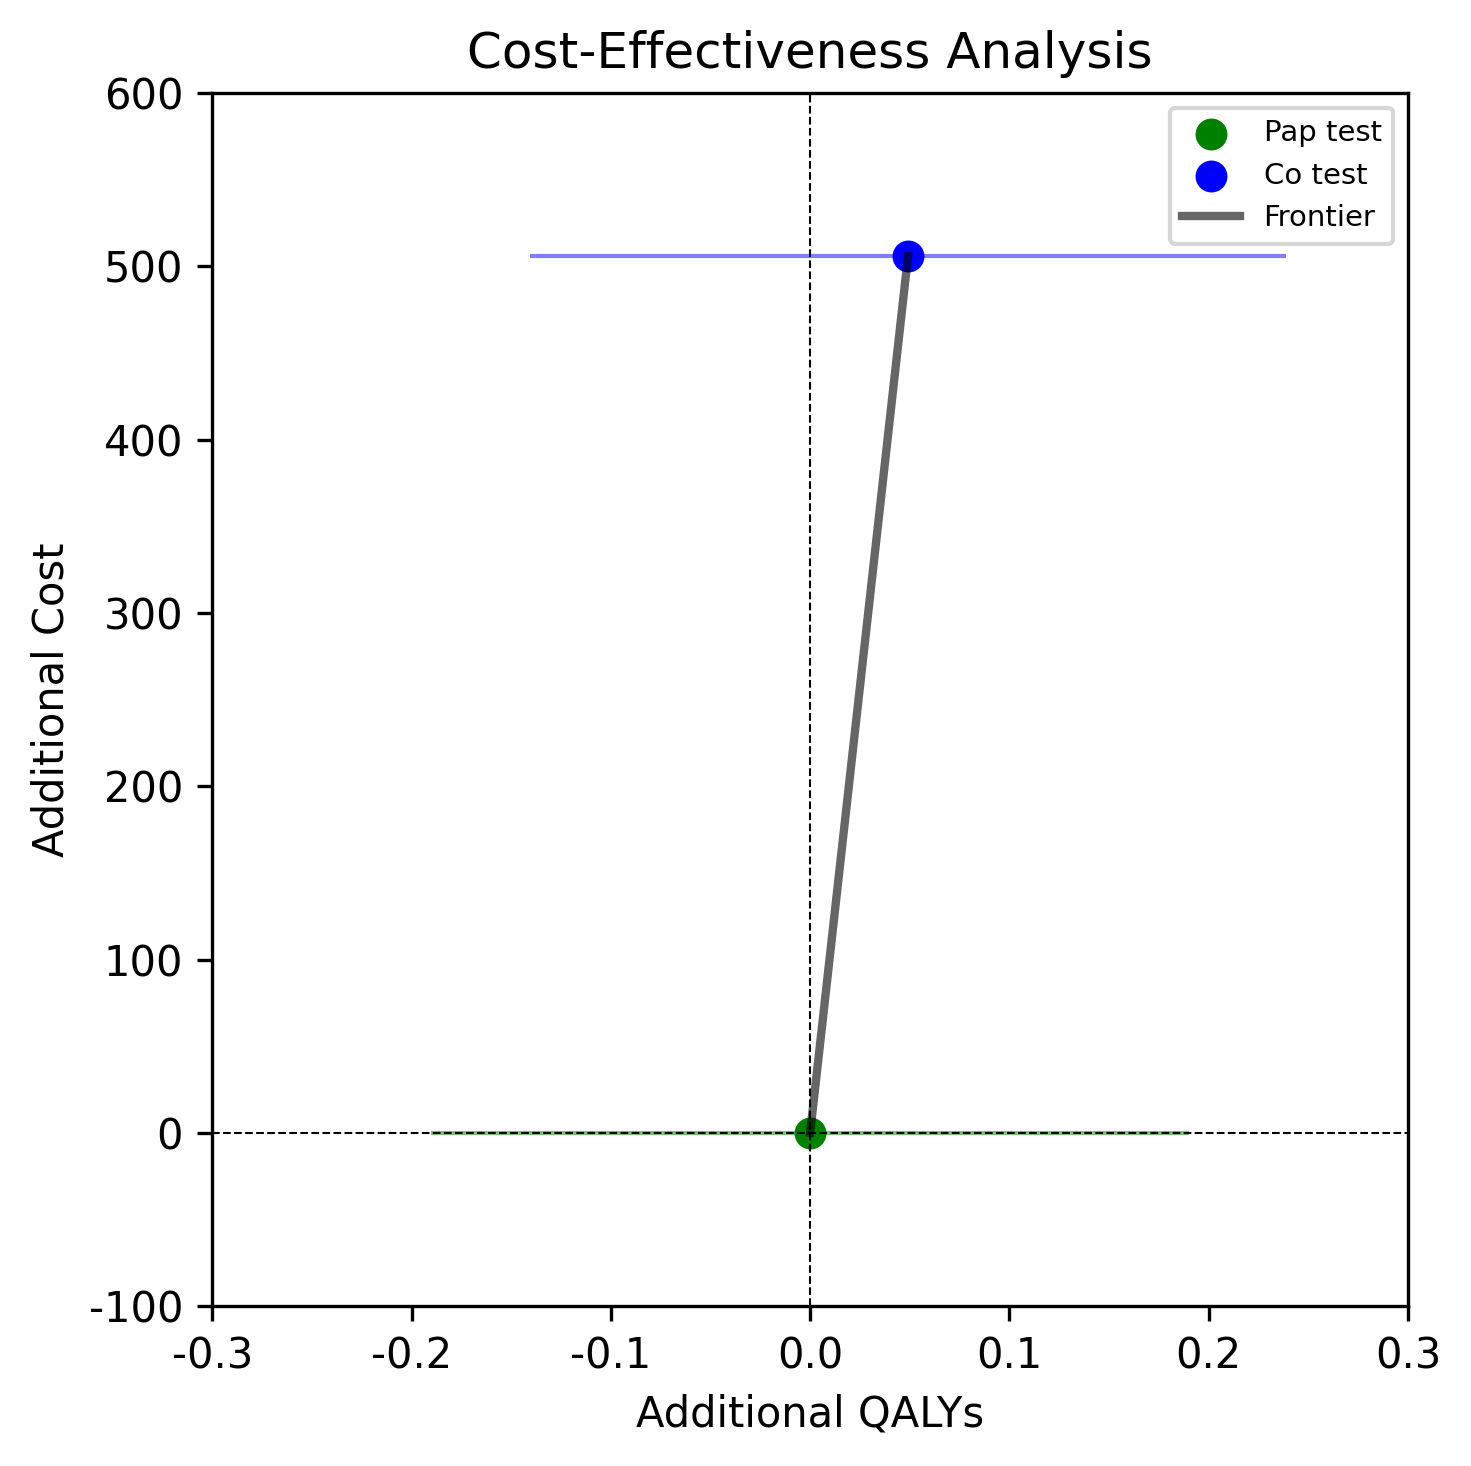 Cost-Effectiveness Analysis
600
500
400
300
200
100
0
-100
Additional Cost
Pap test
Co test
Frontier
-0.3 -0.2 -0.1 0.0 0.1 0.2 0.3
Additional QALYs